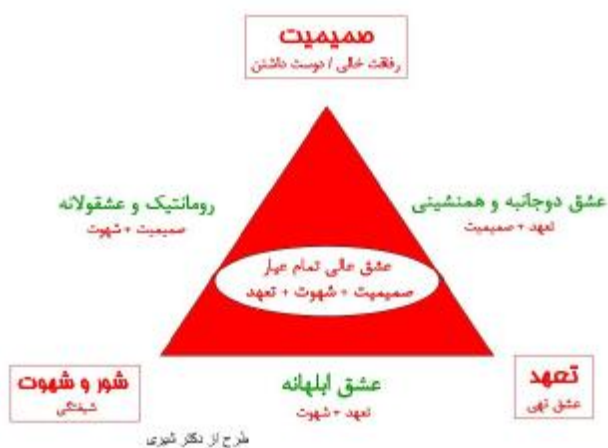 صمیمیت
رفاقت خالی / دوست داشتن
رومانتیک و عشقولانه
صمیمیت + شهوت
عشق دوجانبه و همنشینی
تعهد + صمیمیت
عشق عالی تمام عیار
صمیمیت + شهوت + تعهد
شور و شهوت
شیفتگی
عشق ابلهانه
تعهد + شهوت
تعهد
عشق تهی
طرح از دکتر شیری